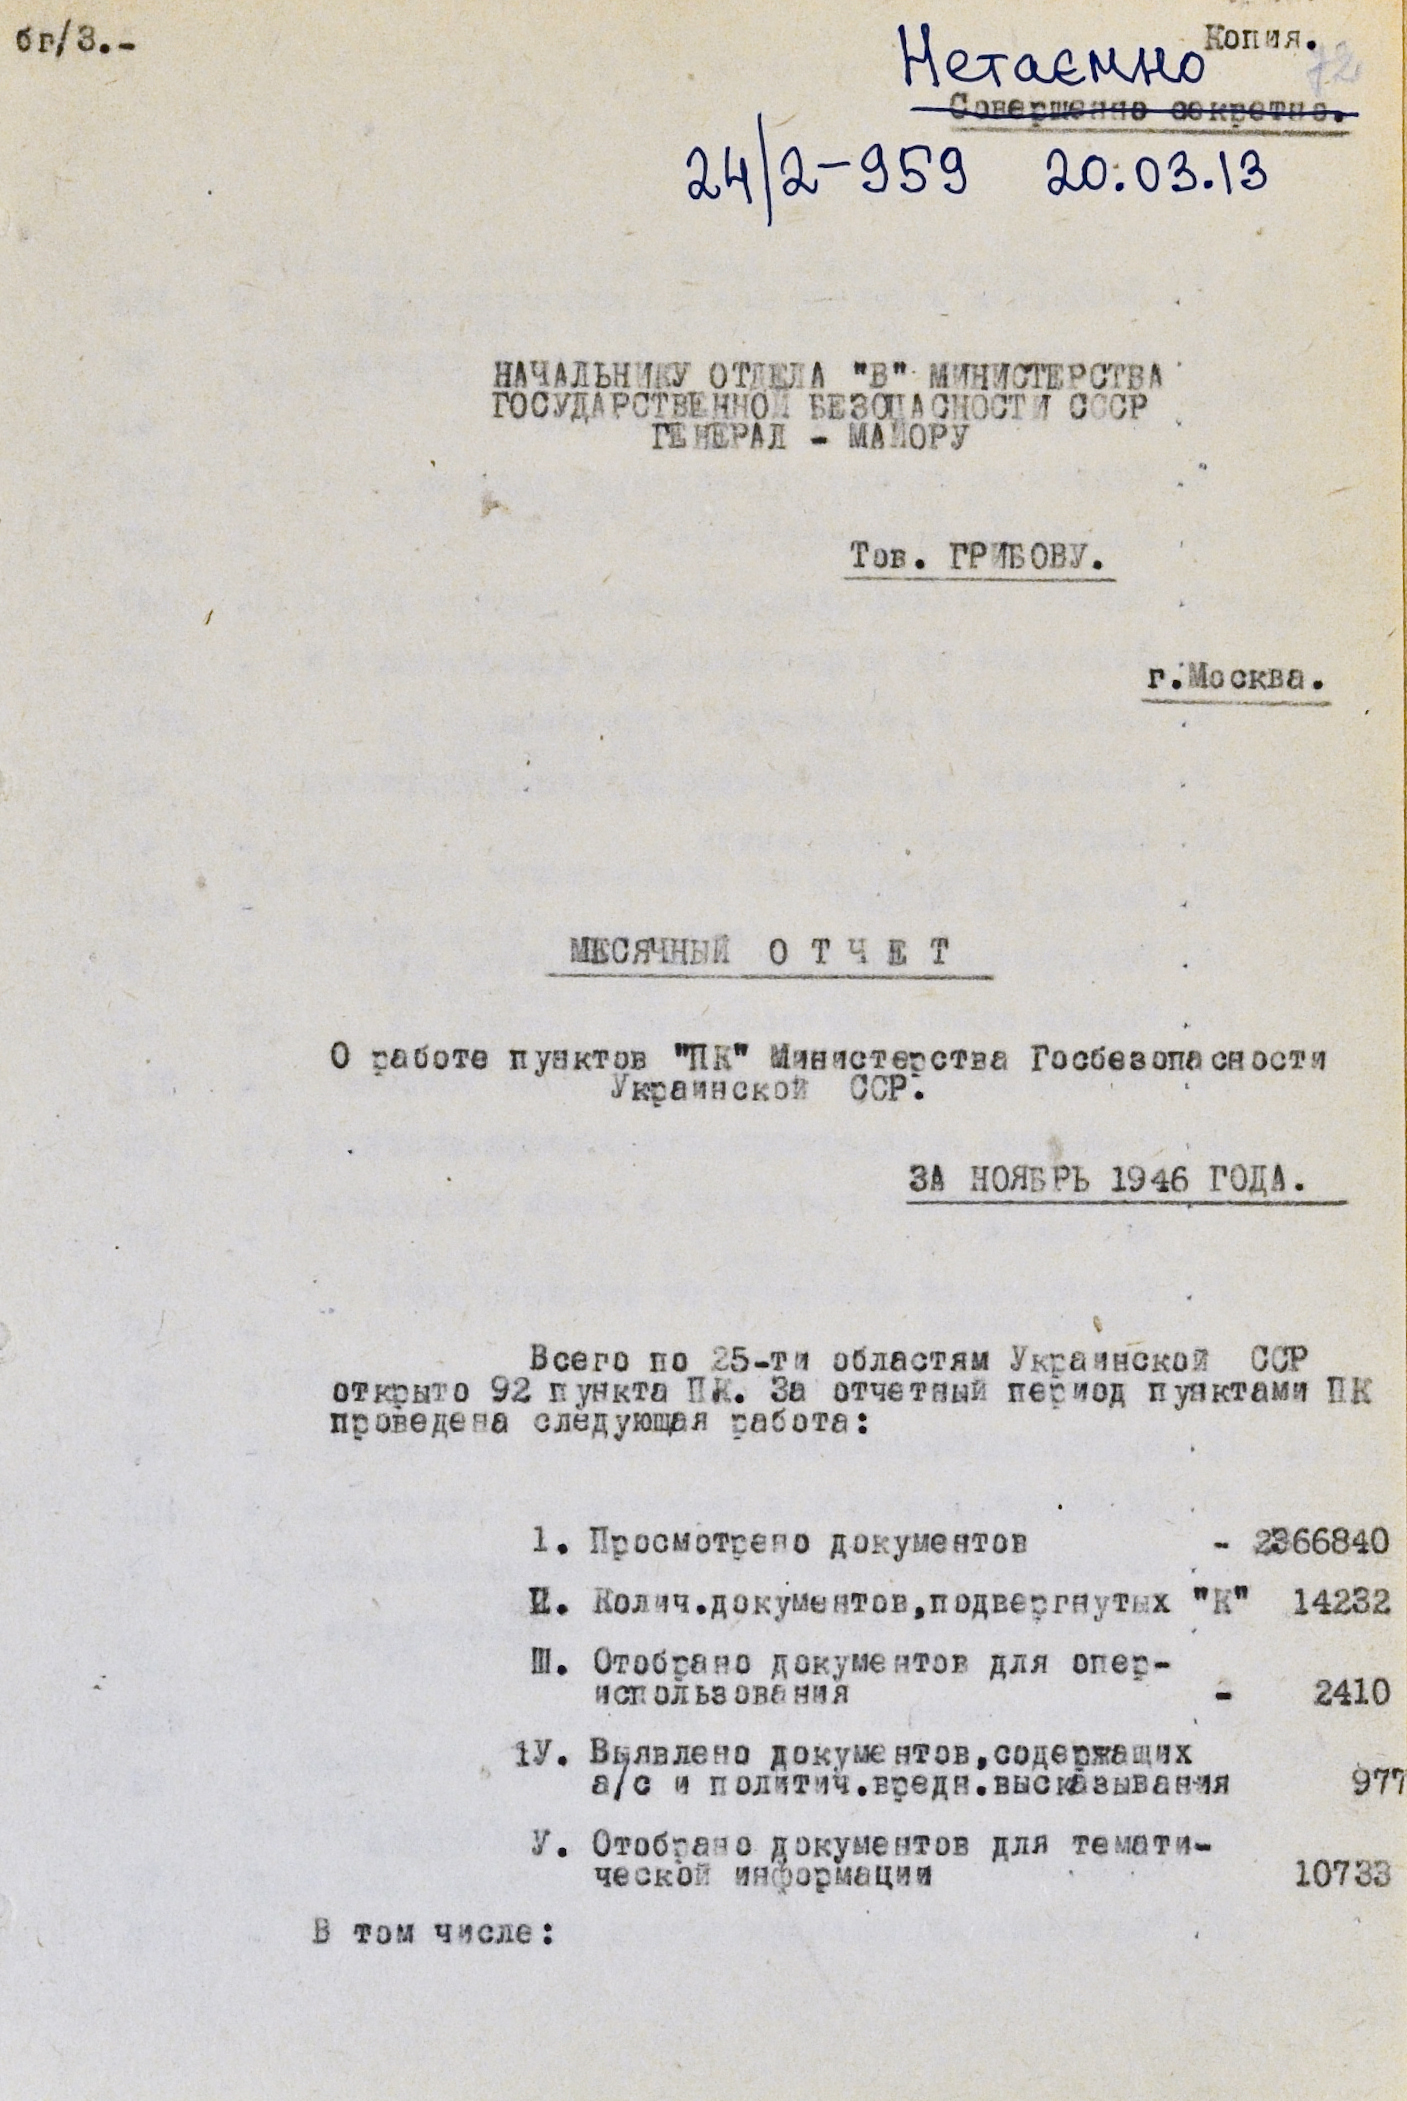 бг/3.-
Копия.
Нетаємно
72
Совершенно секретно.
24/2-959 20.03.13
НАЧАЛЬНИКУ ОТДЕЛА "В" МИНИСТЕРСТВА
ГОСУДАРСТВЕННОЙ БЕЗОПАСНОСТИ СССР
ГЕНЕРАЛ - МАЙОРУ
Тов. ГРИБОВУ.
г.Москва.
МЕСЯЧНЫЙ О Т Ч Е Т
О работе пунктов "ПК" Министерства Госбезопасности
Украинской ССР.
ЗА НОЯБРЬ 1946 ГОДА.
Всего по 25-ти областям Украинской ССР
открыто 92 пункта ПК. За отчетный период пунктами ПК
проведена следующая работа:
1. Просмотрено документов - 2366840
П. Колич.документов,подвергнутых "К" 14232
Ш. Отобрано документов для опер-
использования - 2410
1У. Выявлено документов,содержащих
а/с и политич.вредн.высказывания 977
У. Отобрано документов для темати-
ческой информации 10733
В том числе: